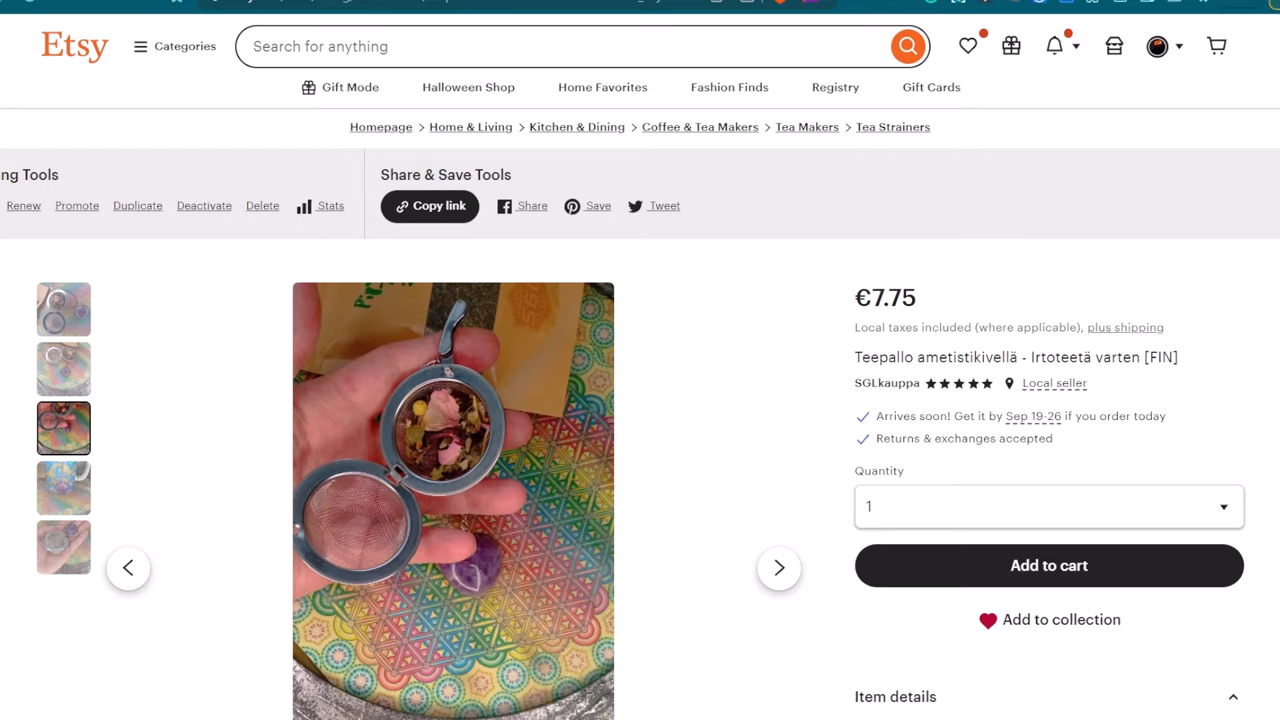 Etsy
Categories
Search for anything
Gift Mode
Halloween Shop
Home Favorites
Fashion Finds
Registry
Gift Cards
Homepage > Home & Living > Kitchen & Dining > Coffee & Tea Makers > Tea Makers > Tea Strainers
ng Tools
Renew Promote Duplicate Deactivate Delete Stats
Share & Save Tools
Copy link Share Save Tweet
€7.75
Local taxes included (where applicable), plus shipping
Teepallo ametistikivellä - Irtoteetä varten [FIN]
SGLkauppa ★★★★★ Local seller
Arrives soon! Get it by Sep 19-26 if you order today
Returns & exchanges accepted
Quantity
1
Add to cart
Add to collection
Item details